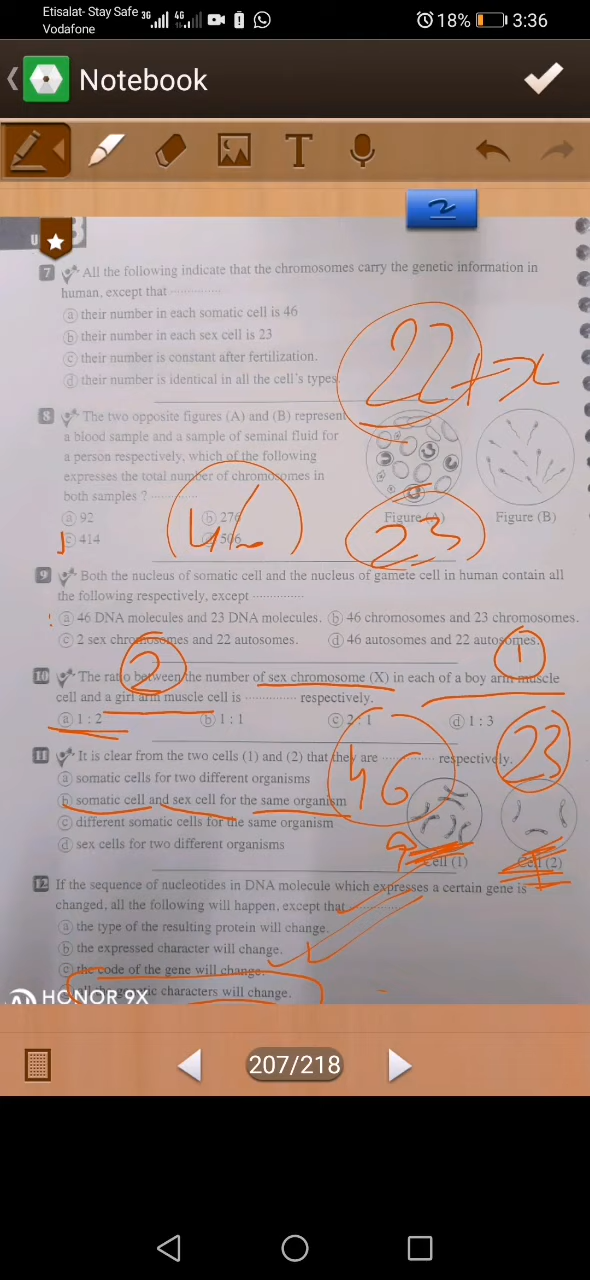 Etisalat- Stay Safe 3G 4G 18% 3:36
Vodafone
Notebook
T
2
7 All the following indicate that the chromosomes carry the genetic information in
human, except that ..............
a their number in each somatic cell is 46
b their number in each sex cell is 23
c their number is constant after fertilization.
d their number is identical in all the cell's types.
22+x
8 The two opposite figures (A) and (B) represent
a blood sample and a sample of seminal fluid for
a person respectively, which of the following
expresses the total number of chromosomes in
both samples ? ..............
a 92 b 276
c 414 506
46
Figure (A) Figure (B)
23
9 Both the nucleus of somatic cell and the nucleus of gamete cell in human contain all
the following respectively, except ..............
a 46 DNA molecules and 23 DNA molecules. b 46 chromosomes and 23 chromosomes.
c 2 sex chromosomes and 22 autosomes. d 46 autosomes and 22 autosomes.
2 1
10 The ratio between the number of sex chromosome (X) in each of a boy arm muscle
cell and a girl arm muscle cell is .............. respectively.
a 1 : 2 b 1 : 1 c 2 : 1 d 1 : 3
11 It is clear from the two cells (1) and (2) that they are .............. respectively.
a somatic cells for two different organisms
b somatic cell and sex cell for the same organism
c different somatic cells for the same organism
d sex cells for two different organisms
46 23
Cell (1) Cell (2)
12 If the sequence of nucleotides in DNA molecule which expresses a certain gene is
changed, all the following will happen, except that ..............
a the type of the resulting protein will change.
b the expressed character will change.
c the code of the gene will change.
all the genetic characters will change.
HONOR 9X
207/218